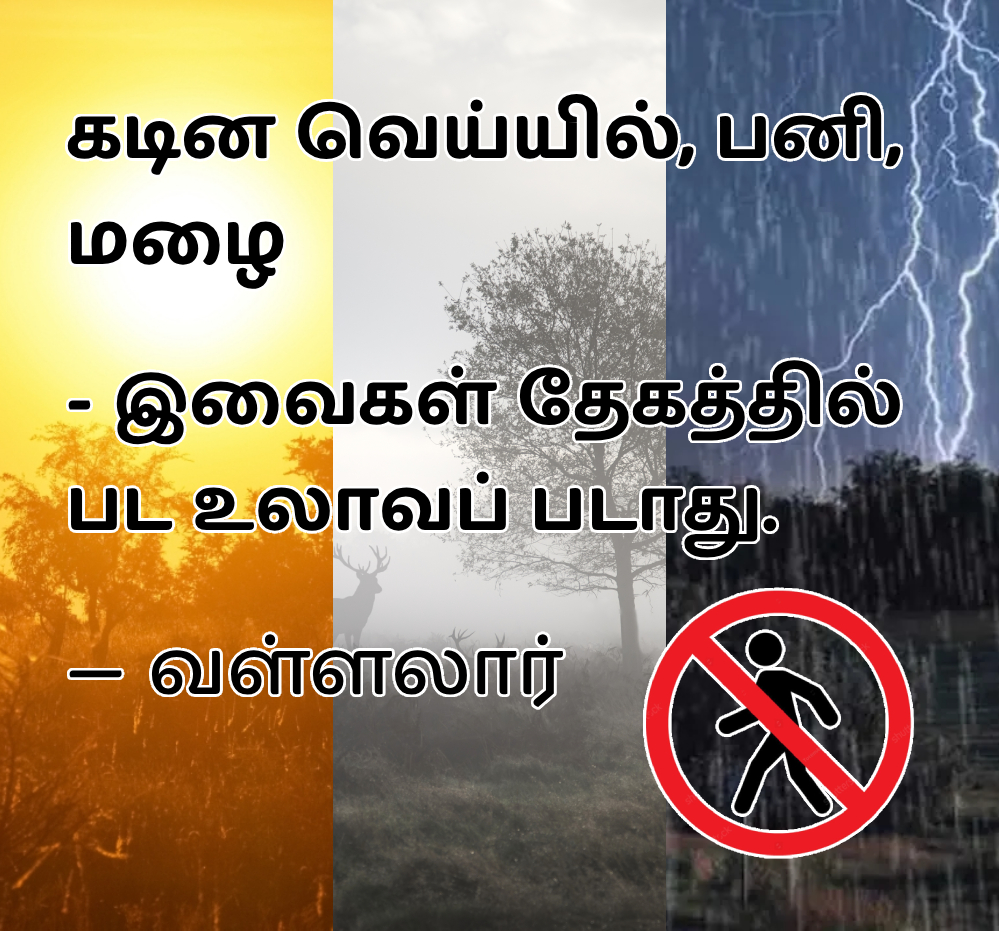 கடின வெய்யில், பனி,
மழை
- இவைகள் தேகத்தில்
பட உலாவப் படாது.
– வள்ளலார்